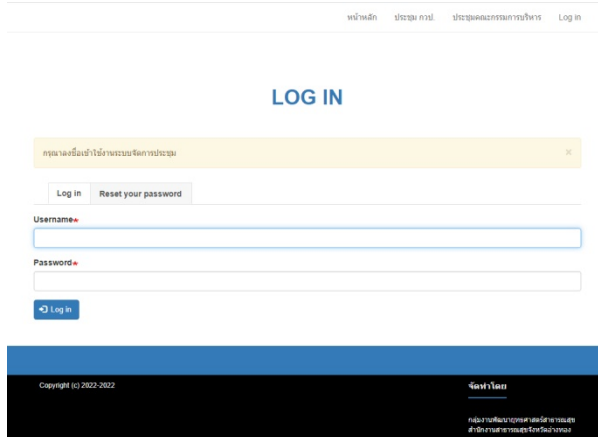 หน้าหลัก ประชุม กวป. ประชุมคณะกรรมการบริหาร Log in
LOG IN
กรุณาลงชื่อเข้าใช้งานระบบจัดการประชุม ×
Log in Reset your password
Username*
Password*
Log in
Copyright (c) 2022-2022
จัดทำโดย
กลุ่มงานพัฒนายุทธศาสตร์สาธารณสุข
สำนักงานสาธารณสุขจังหวัดอ่างทอง